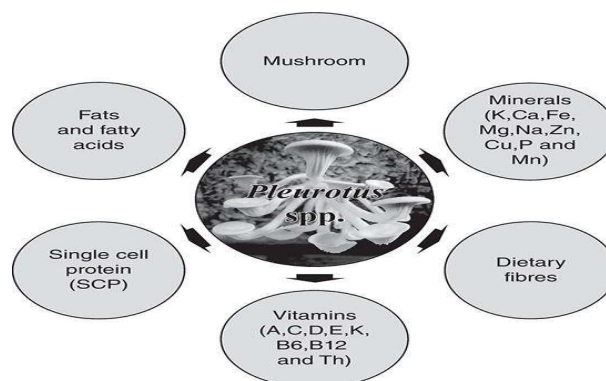 Mushroom
Minerals
(K,Ca,Fe,
Mg,Na,Zn,
Cu,P and
Mn)
Fats
and fatty
acids
Pleurotus
spp.
Single cell
protein
(SCP)
Dietary
fibres
Vitamins
(A,C,D,E,K,
B6,B12
and Th)